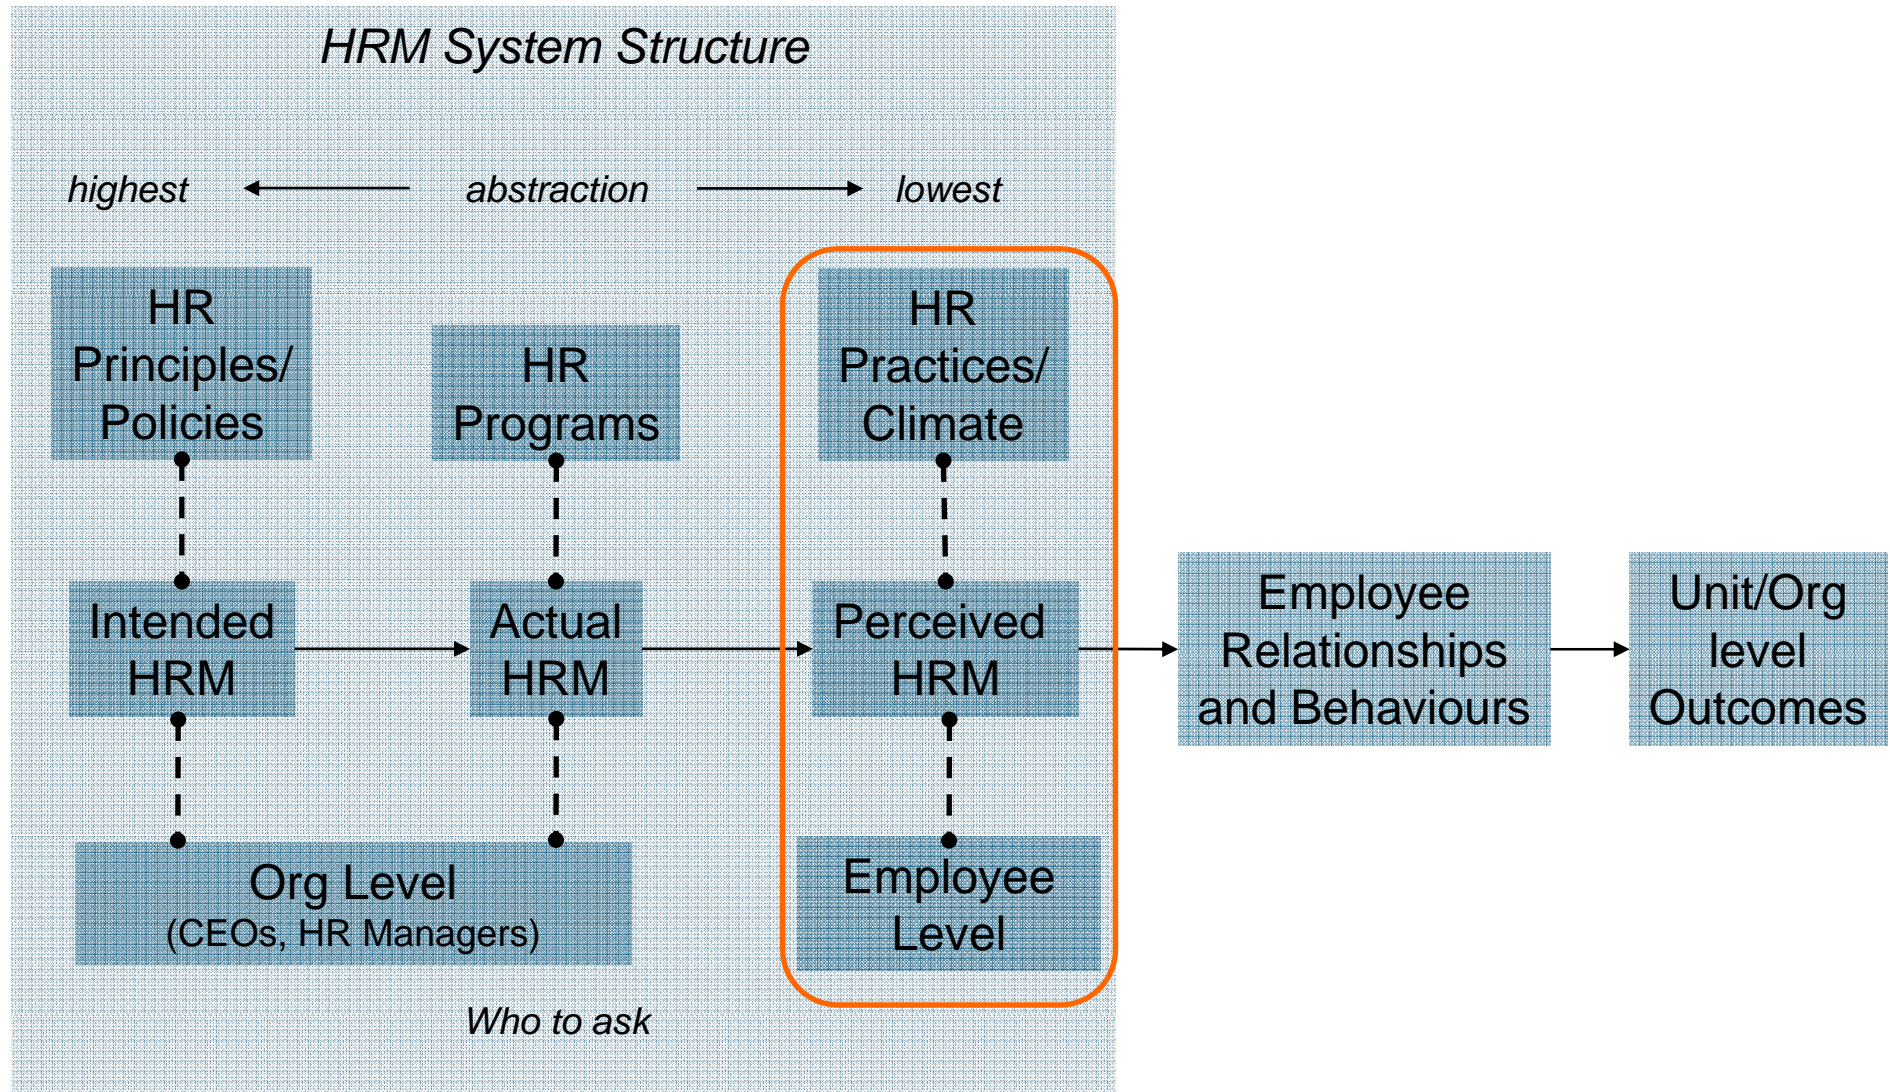 HRM System Structure
highest
abstraction
lowest
HR
Principles/
Policies
HR
Programs
HR
Practices/
Climate
Intended
HRM
Actual
HRM
Perceived
HRM
Employee
Relationships
and Behaviours
Unit/Org
level
Outcomes
Org Level
(CEOs, HR Managers)
Employee
Level
Who to ask